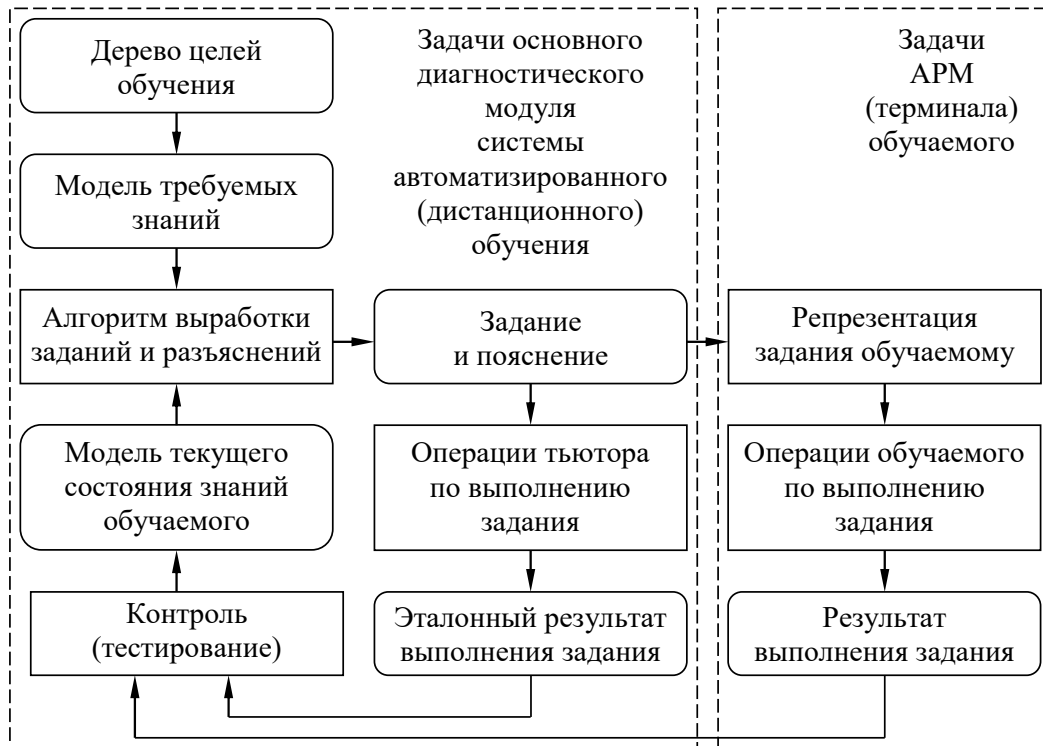 Дерево целей
обучения
Задачи основного
диагностического
модуля
системы
автоматизированного
(дистанционного)
обучения
Задачи
АРМ
(терминала)
обучаемого
Модель требуемых
знаний
Алгоритм выработки
заданий и разъяснений
Задание
и пояснение
Репрезентация
задания обучаемому
Модель текущего
состояния знаний
обучаемого
Операции тьютора
по выполнению
задания
Операции обучаемого
по выполнению
задания
Контроль
(тестирование)
Эталонный результат
выполнения задания
Результат
выполнения задания